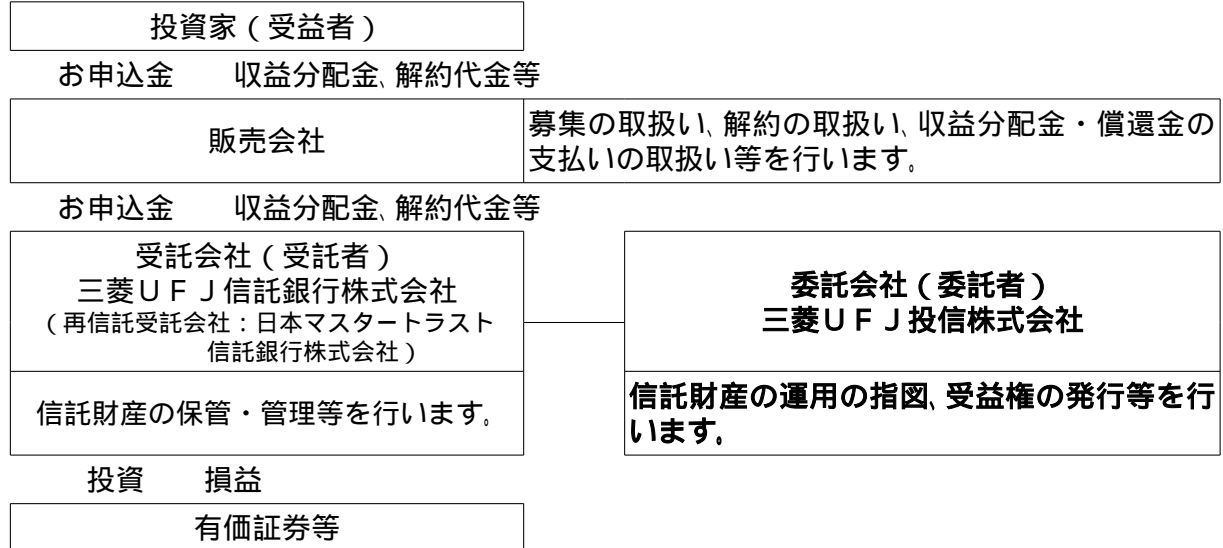 投資家（受益者）
お申込金　　収益分配金、解約代金等
販売会社
募集の取扱い、解約の取扱い、収益分配金・償還金の
支払いの取扱い等を行います。
お申込金　　収益分配金、解約代金等
受託会社（受託者）
三菱ＵＦＪ信託銀行株式会社
（再信託受託会社：日本マスタートラスト
信託銀行株式会社）
委託会社（委託者）
三菱ＵＦＪ投信株式会社
信託財産の保管・管理等を行います。
信託財産の運用の指図、受益権の発行等を行
います。
投資　　損益
有価証券等